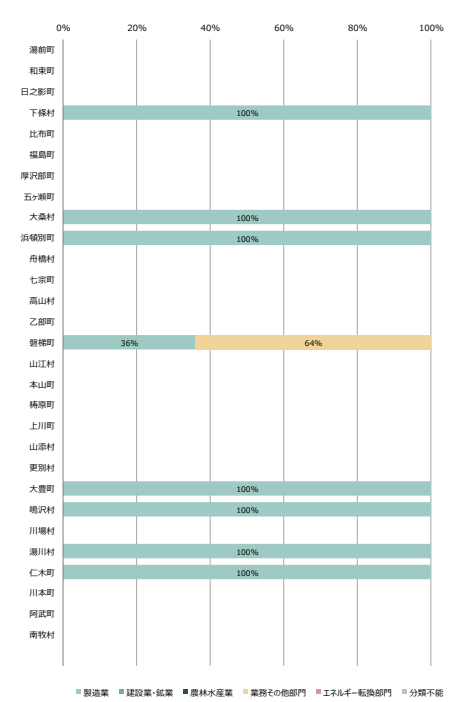 0% 20% 40% 60% 80% 100%
湯前町
和束町
日之影町
下條村 100%
比布町
福島町
厚沢部町
五ヶ瀬町
大桑村 100%
浜頓別町 100%
舟橋村
七宗町
高山村
乙部町
磐梯町 36% 64%
山江村
本山町
梼原町
上川町
山添村
更別村
大豊町 100%
鳴沢村 100%
川場村
湯川村 100%
仁木町 100%
川本町
阿武町
南牧村
製造業 建設業・鉱業 農林水産業 業務その他部門 エネルギー転換部門 分類不能